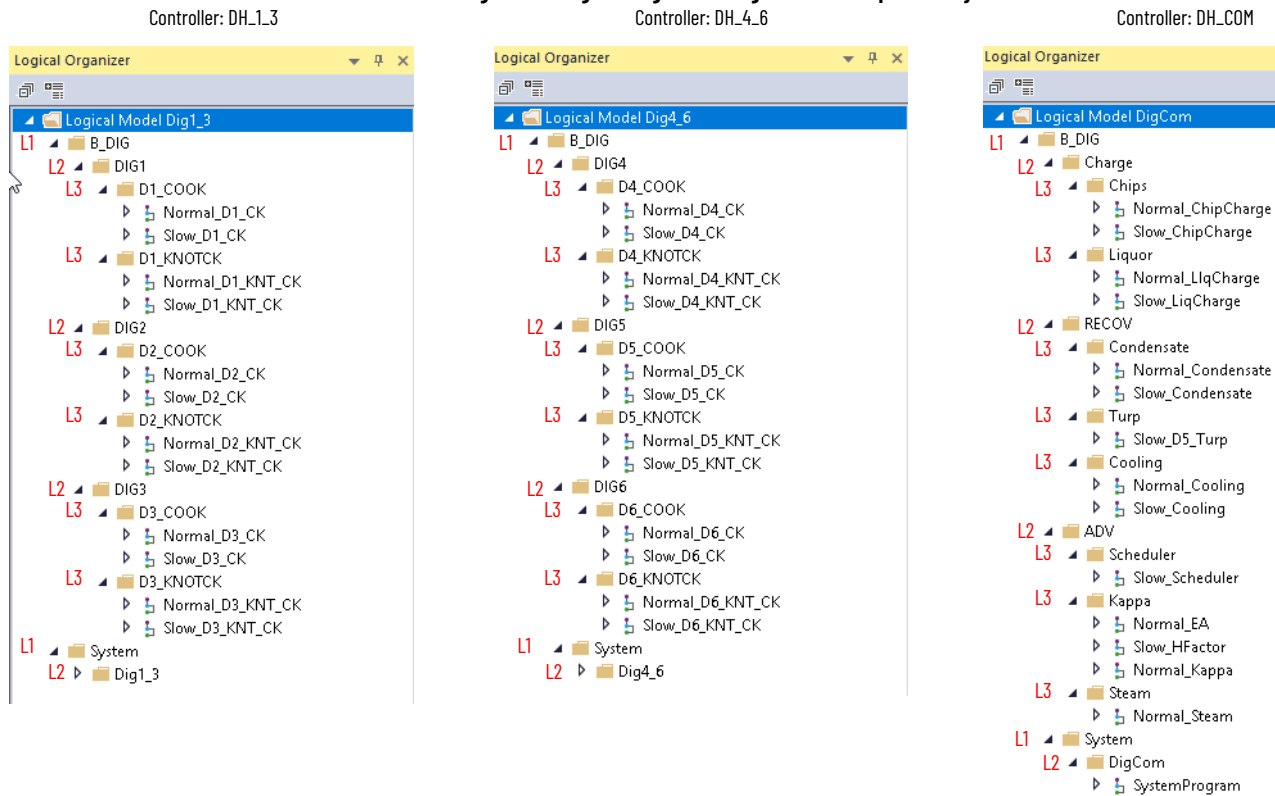 Controller: DH_1_3
Logical Organizer
Logical Model Dig1_3
L1 B_DIG
L2 DIG1
L3 D1_COOK
Normal_D1_CK
Slow_D1_CK
L3 D1_KNOTCK
Normal_D1_KNT_CK
Slow_D1_KNT_CK
L2 DIG2
L3 D2_COOK
Normal_D2_CK
Slow_D2_CK
L3 D2_KNOTCK
Normal_D2_KNT_CK
Slow_D2_KNT_CK
L2 DIG3
L3 D3_COOK
Normal_D3_CK
Slow_D3_CK
L3 D3_KNOTCK
Normal_D3_KNT_CK
Slow_D3_KNT_CK
L1 System
L2 Dig1_3
Controller: DH_4_6
Logical Organizer
Logical Model Dig4_6
L1 B_DIG
L2 DIG4
L3 D4_COOK
Normal_D4_CK
Slow_D4_CK
L3 D4_KNOTCK
Normal_D4_KNT_CK
Slow_D4_KNT_CK
L2 DIG5
L3 D5_COOK
Normal_D5_CK
Slow_D5_CK
L3 D5_KNOTCK
Normal_D5_KNT_CK
Slow_D5_KNT_CK
L2 DIG6
L3 D6_COOK
Normal_D6_CK
Slow_D6_CK
L3 D6_KNOTCK
Normal_D6_KNT_CK
Slow_D6_KNT_CK
L1 System
L2 Dig4_6
Controller: DH_COM
Logical Organizer
Logical Model DigCom
L1 B_DIG
L2 Charge
L3 Chips
Normal_ChipCharge
Slow_ChipCharge
L3 Liquor
Normal_LIqCharge
Slow_LiqCharge
L2 RECOV
L3 Condensate
Normal_Condensate
Slow_Condensate
L3 Turp
Slow_D5_Turp
L3 Cooling
Normal_Cooling
Slow_Cooling
L2 ADV
L3 Scheduler
Slow_Scheduler
L3 Kappa
Normal_EA
Slow_HFactor
Normal_Kappa
L3 Steam
Normal_Steam
L1 System
L2 DigCom
SystemProgram